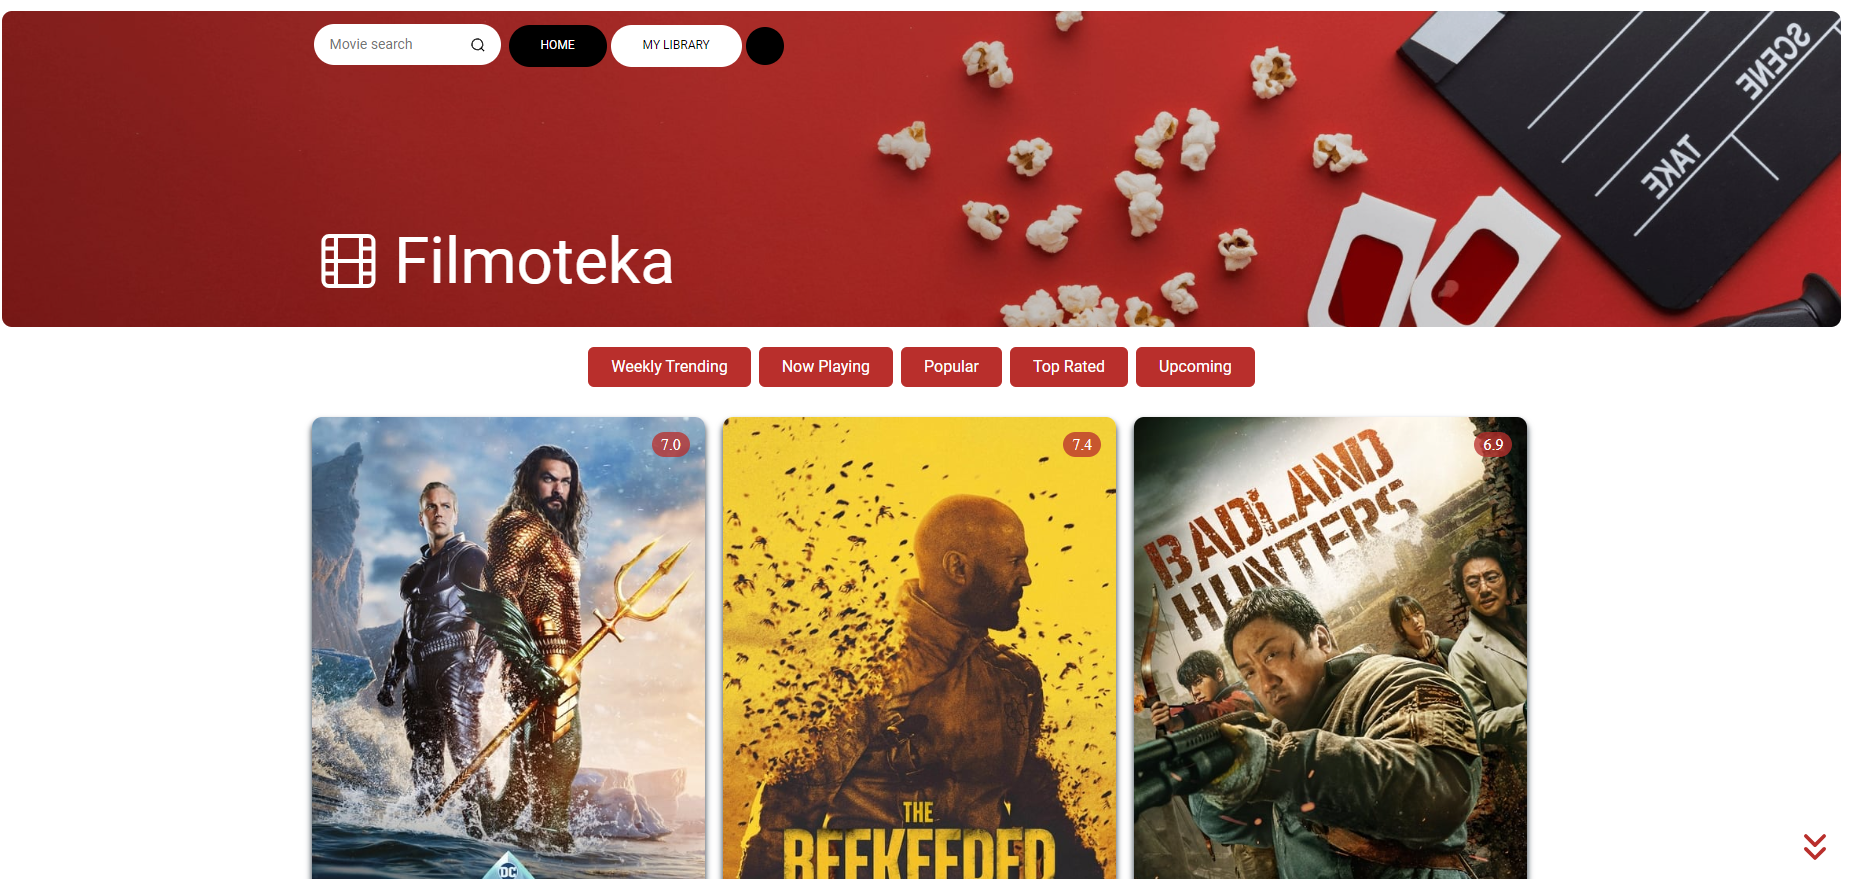 Movie search
HOME
MY LIBRARY
SCENE
TAKE
Filmoteka
Weekly Trending
Now Playing
Popular
Top Rated
Upcoming
7.0
7.4
6.9
BADLAND
HUNTERS
THE
BEEKEEPER
DC